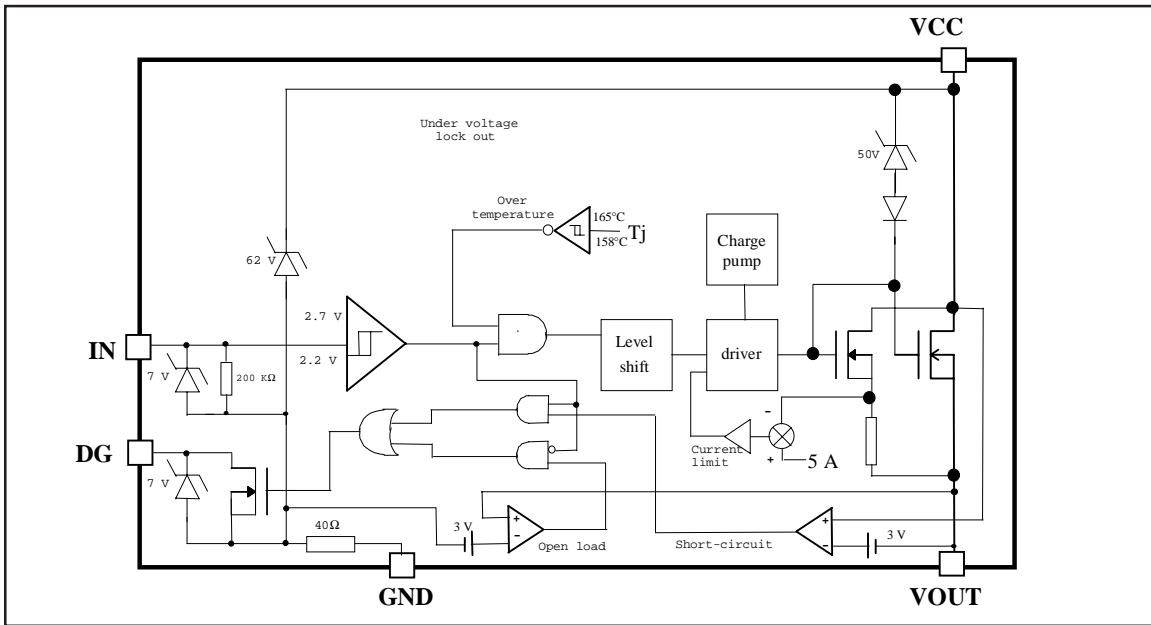 VCC
Under voltage
lock out
50V
Over
temperature
165°C
158°C
Tj
Charge
pump
62 V
2.7 V
IN
2.2 V
Level
shift
driver
7 V
200 KΩ
-
DG
Current
limit
+
5 A
7 V
40Ω
3 V
+
-
Open load
Short-circuit
+
-
3 V
GND
VOUT